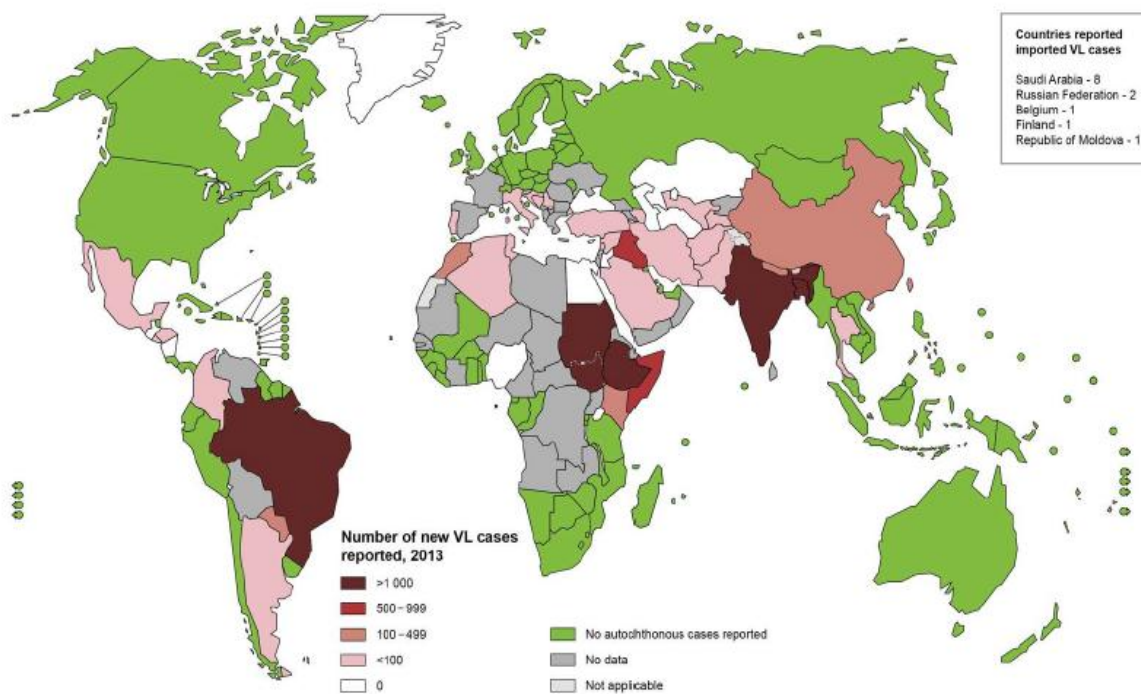 Countries reported
imported VL cases
Saudi Arabia - 8
Russian Federation - 2
Belgium - 1
Finland - 1
Republic of Moldova - 1
Number of new VL cases
reported, 2013
>1 000
500–999
100–499
<100
0
No autochthonous cases reported
No data
Not applicable